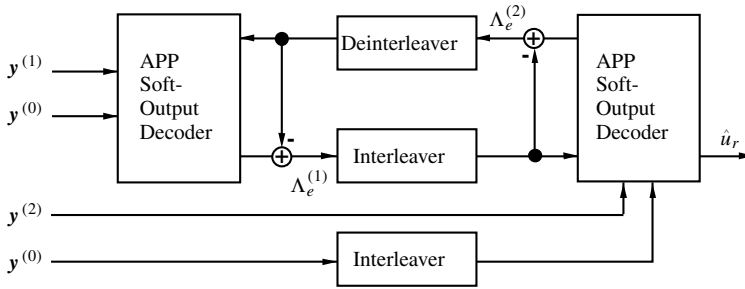 Λₑ⁽²⁾
Deinterleaver
-
y⁽¹⁾
y⁽⁰⁾
APP
Soft-
Output
Decoder
APP
Soft-
Output
Decoder
-
Interleaver
Λₑ⁽¹⁾
ûᵣ
y⁽²⁾
y⁽⁰⁾
Interleaver